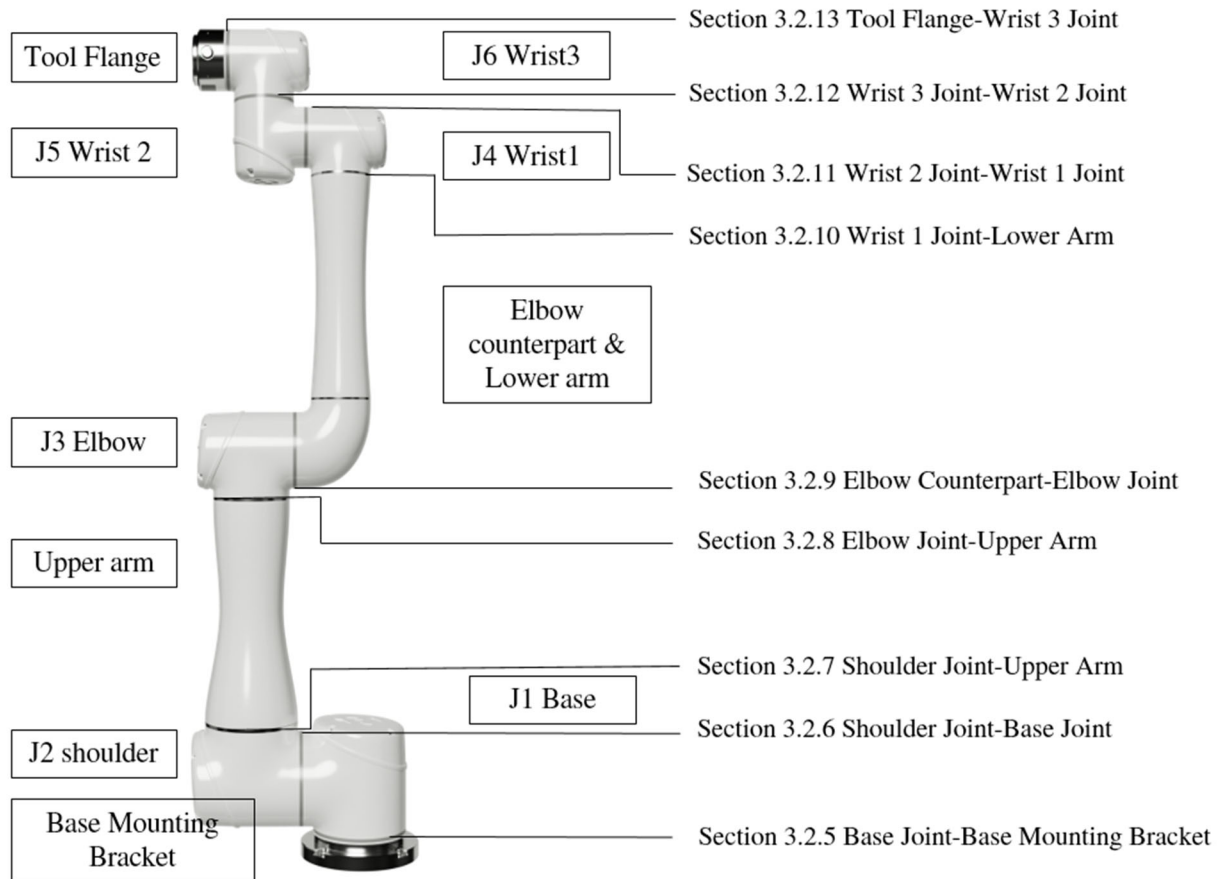 Section 3.2.13 Tool Flange-Wrist 3 Joint
Tool Flange
J6 Wrist3
Section 3.2.12 Wrist 3 Joint-Wrist 2 Joint
J5 Wrist 2
J4 Wrist1
Section 3.2.11 Wrist 2 Joint-Wrist 1 Joint
Section 3.2.10 Wrist 1 Joint-Lower Arm
Elbow
counterpart &
Lower arm
J3 Elbow
Section 3.2.9 Elbow Counterpart-Elbow Joint
Section 3.2.8 Elbow Joint-Upper Arm
Upper arm
Section 3.2.7 Shoulder Joint-Upper Arm
J1 Base
Section 3.2.6 Shoulder Joint-Base Joint
J2 shoulder
Base Mounting
Bracket
Section 3.2.5 Base Joint-Base Mounting Bracket